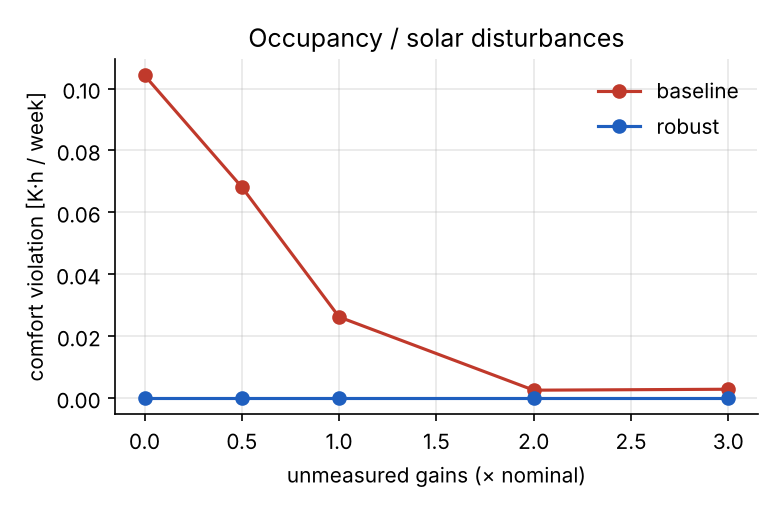 Occupancy / solar disturbances
comfort violation [K·h / week]
0.10
0.08
0.06
0.04
0.02
0.00
baseline
robust
0.0 0.5 1.0 1.5 2.0 2.5 3.0
unmeasured gains (× nominal)